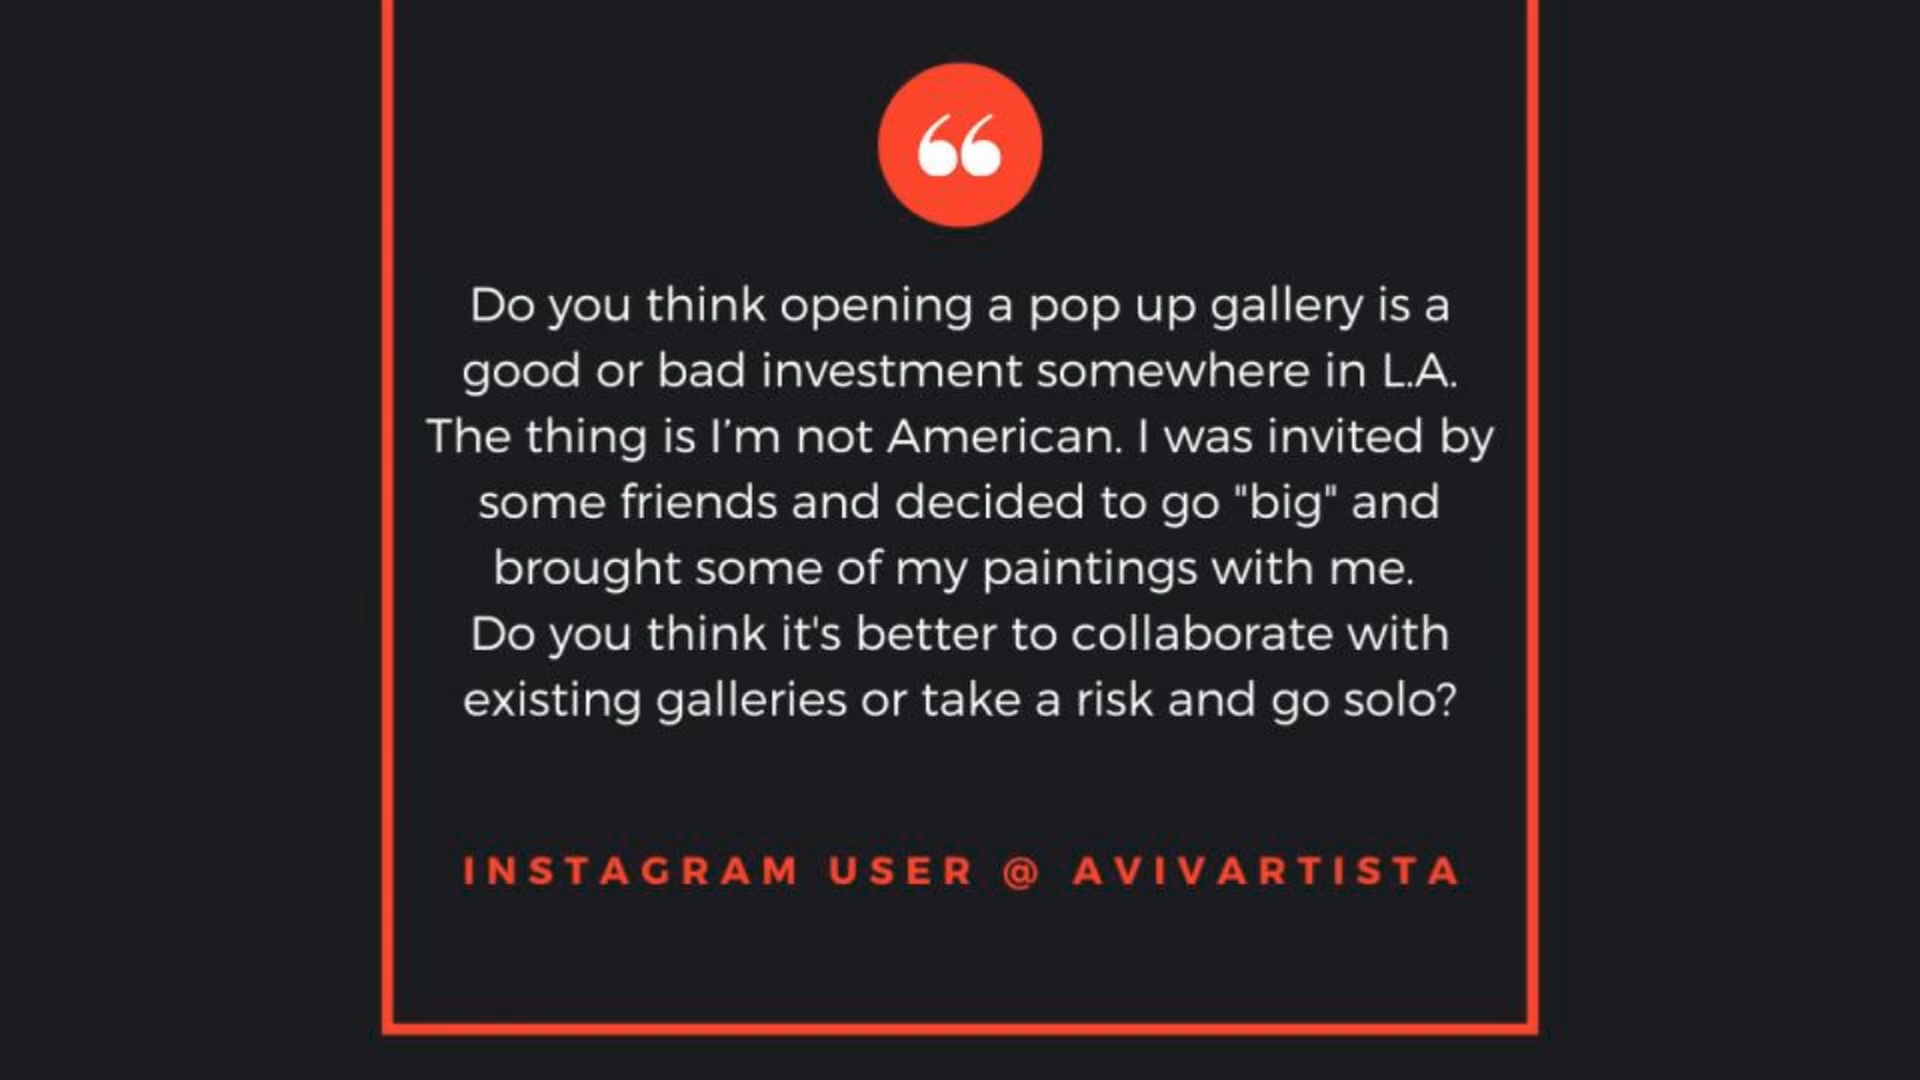 “
Do you think opening a pop up gallery is a
good or bad investment somewhere in L.A.
The thing is I’m not American. I was invited by
some friends and decided to go "big" and
brought some of my paintings with me.
Do you think it's better to collaborate with
existing galleries or take a risk and go solo?
INSTAGRAM USER @ AVIVARTISTA